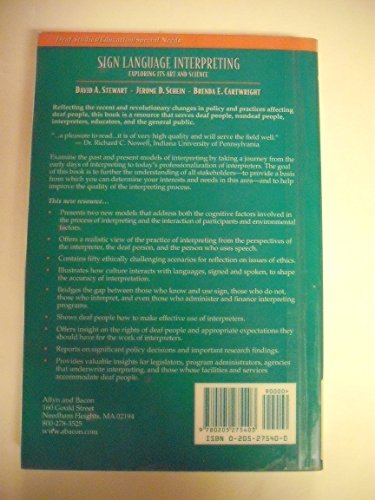 Deaf Studies/Education/Special Needs
SIGN LANGUAGE INTERPRETING
EXPLORING ITS ART AND SCIENCE
DAVID A. STEWART • JEROME D. SCHEIN • BRENDA E. CARTWRIGHT
Reflecting the recent and revolutionary changes in policy and practices affecting
deaf people, this book is a resource that serves deaf people, nondeaf people,
interpreters, educators, and the general public.
"...a pleasure to read...it is of very high quality and will serve the field well."
— Dr. Richard C. Nowell, Indiana University of Pennsylvania
Examine the past and present models of interpreting by taking a journey from the
early days of interpreting to today's professionalization of interpreters. The goal
of this book is to further the understanding of all stakeholders—to provide a basis
from which you can determine your interests and needs in this area—and to help
improve the quality of the interpreting process.
This new resource...
• Presents two new models that address both the cognitive factors involved in
the process of interpreting and the interaction of participants and environmental
factors.
• Offers a realistic view of the practice of interpreting from the perspectives of
the interpreter, the deaf person, and the person who uses speech.
• Contains fifty ethically challenging scenarios for reflection on issues of ethics.
• Illustrates how culture interacts with languages, signed and spoken, to shape
the accuracy of interpretation.
• Bridges the gap between those who know and use sign, those who do not,
those who interpret, and even those who administer and finance interpreting
programs.
• Shows deaf people how to make effective use of interpreters.
• Offers insight on the rights of deaf people and appropriate expectations they
should have for the work of interpreters.
• Reports on significant policy decisions and important research findings.
• Provides valuable insights for legislators, program administrators, agencies
that underwrite interpreting, and those whose facilities and services
accommodate deaf people.
Allyn and Bacon
160 Gould Street
Needham Heights, MA 02194
800-278-3525
www.abacon.com
90000>
9 780205 275403
ISBN 0-205-27540-0